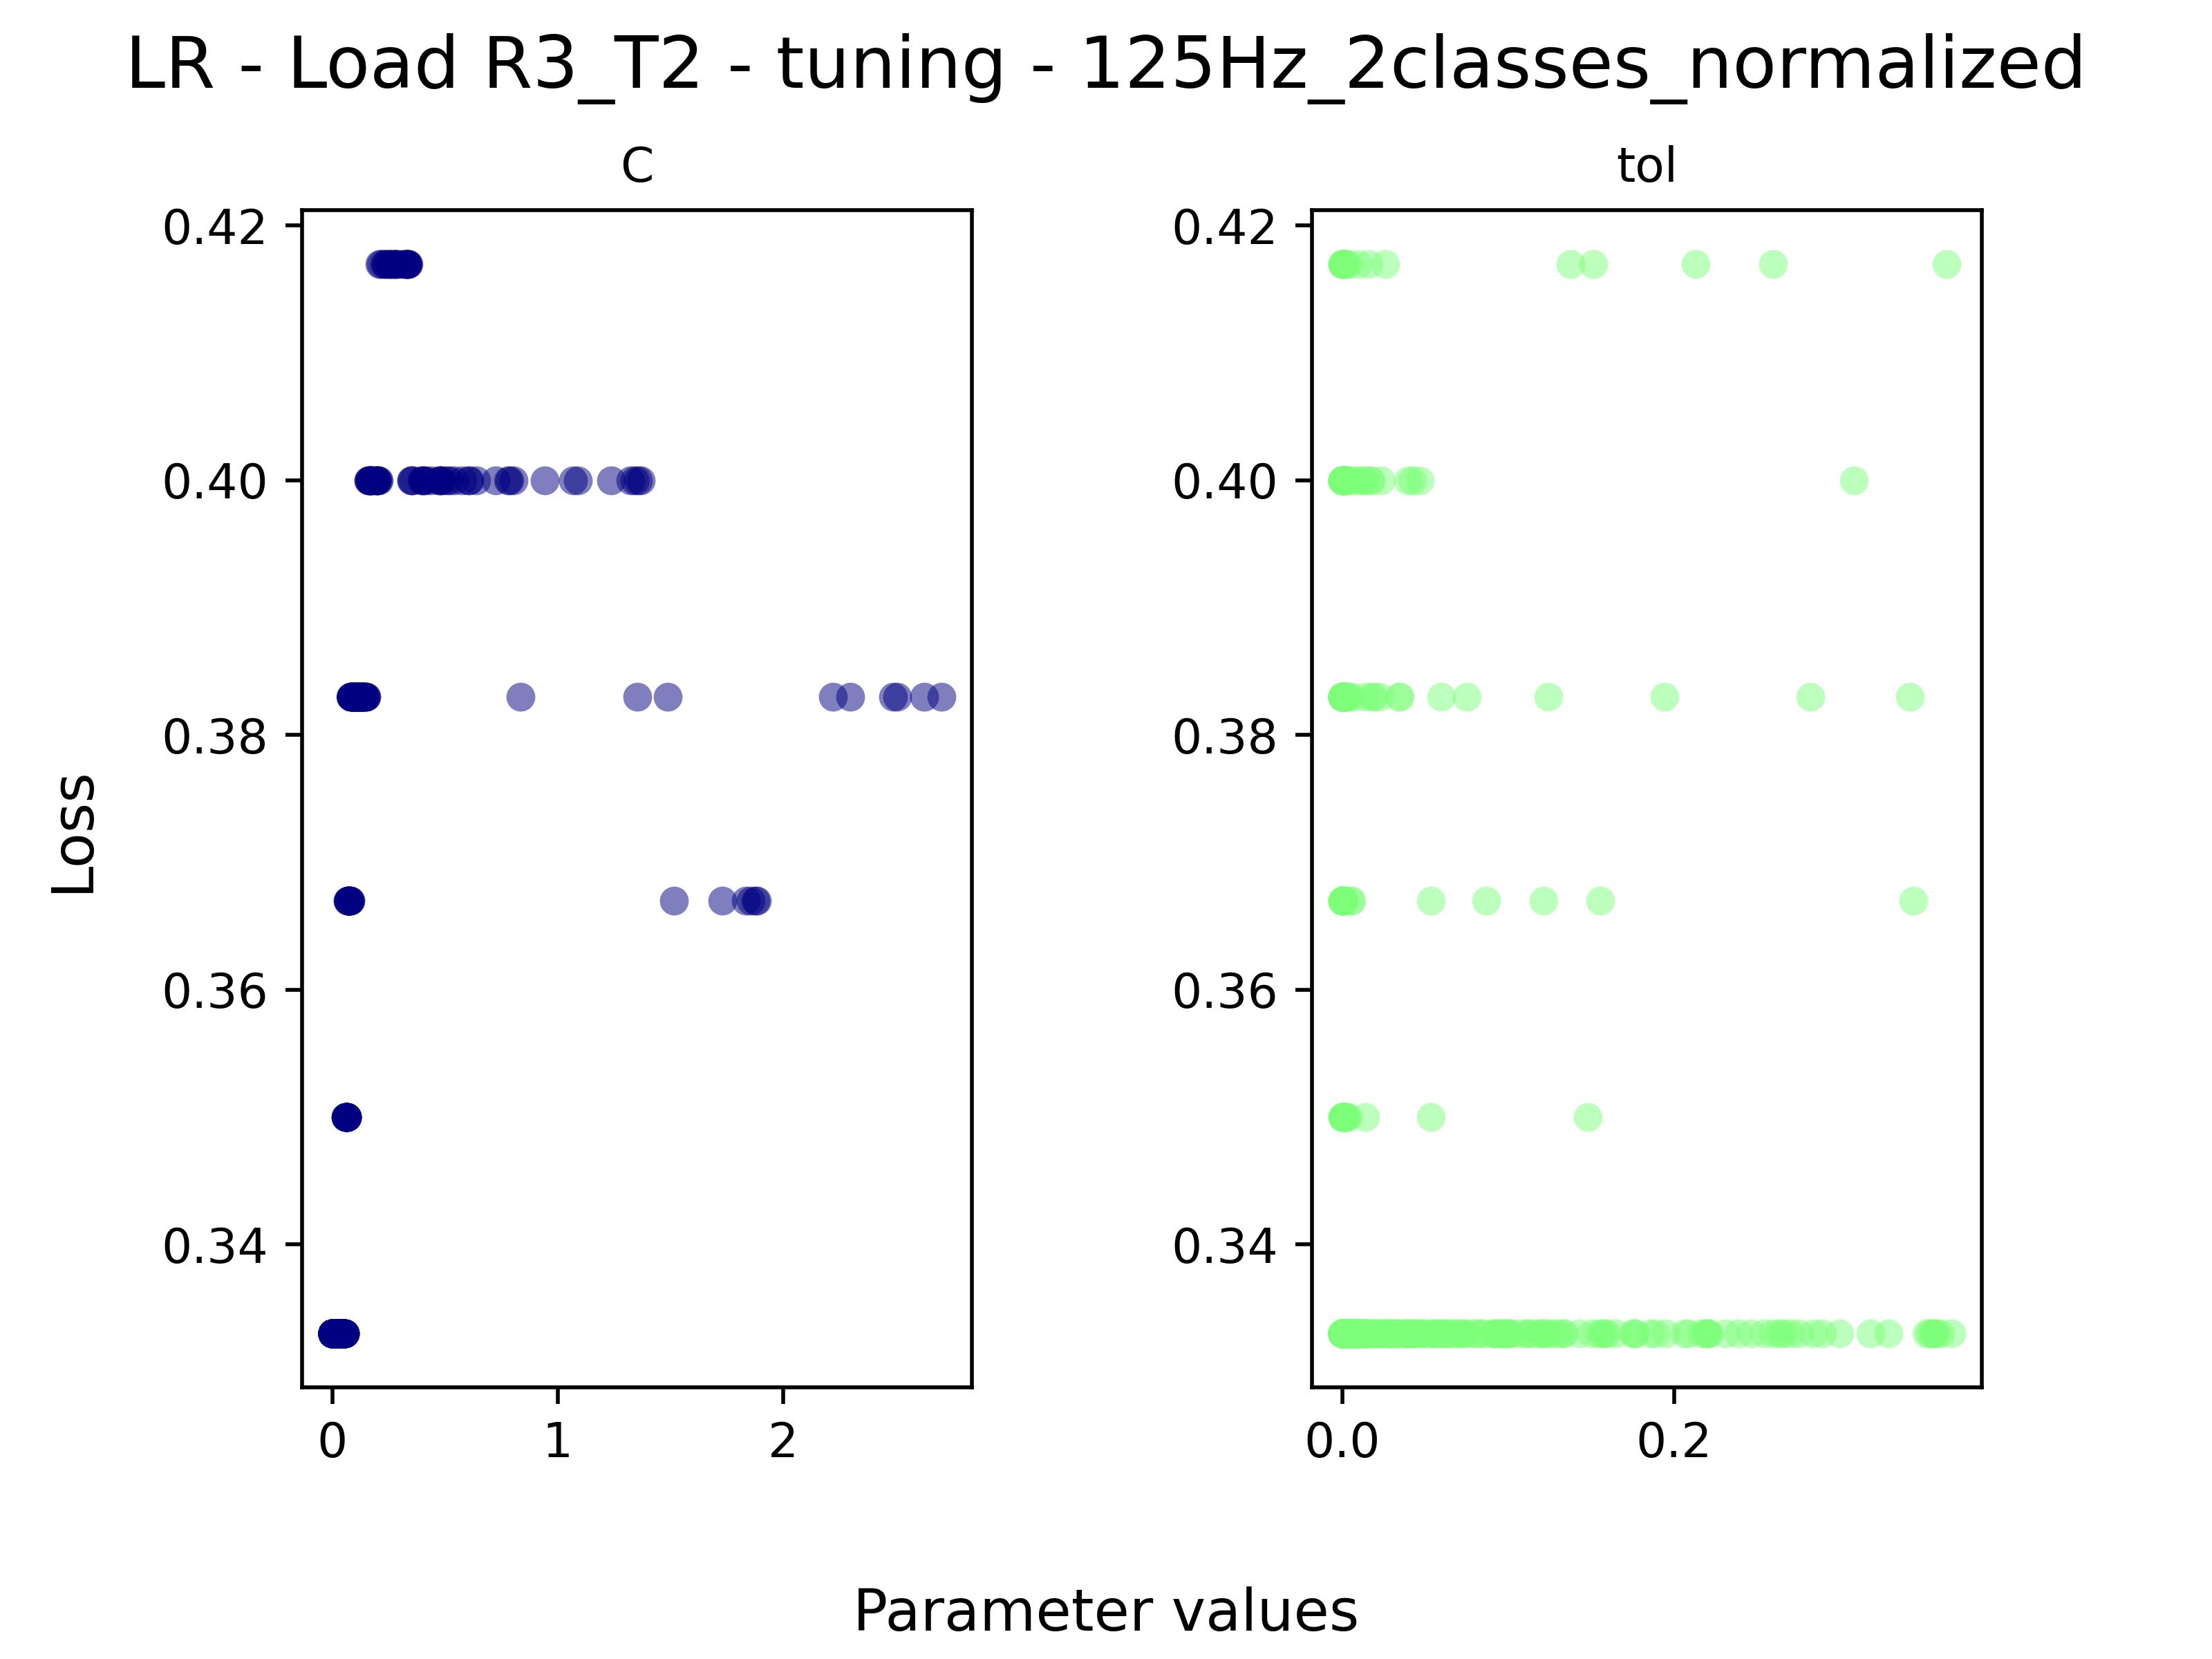 LR - Load R3_T2 - tuning - 125Hz_2classes_normalized
C
tol
0.42
0.40
0.38
0.36
0.34
0.42
0.40
0.38
0.36
0.34
Loss
0 1 2
0.0 0.2
Parameter values